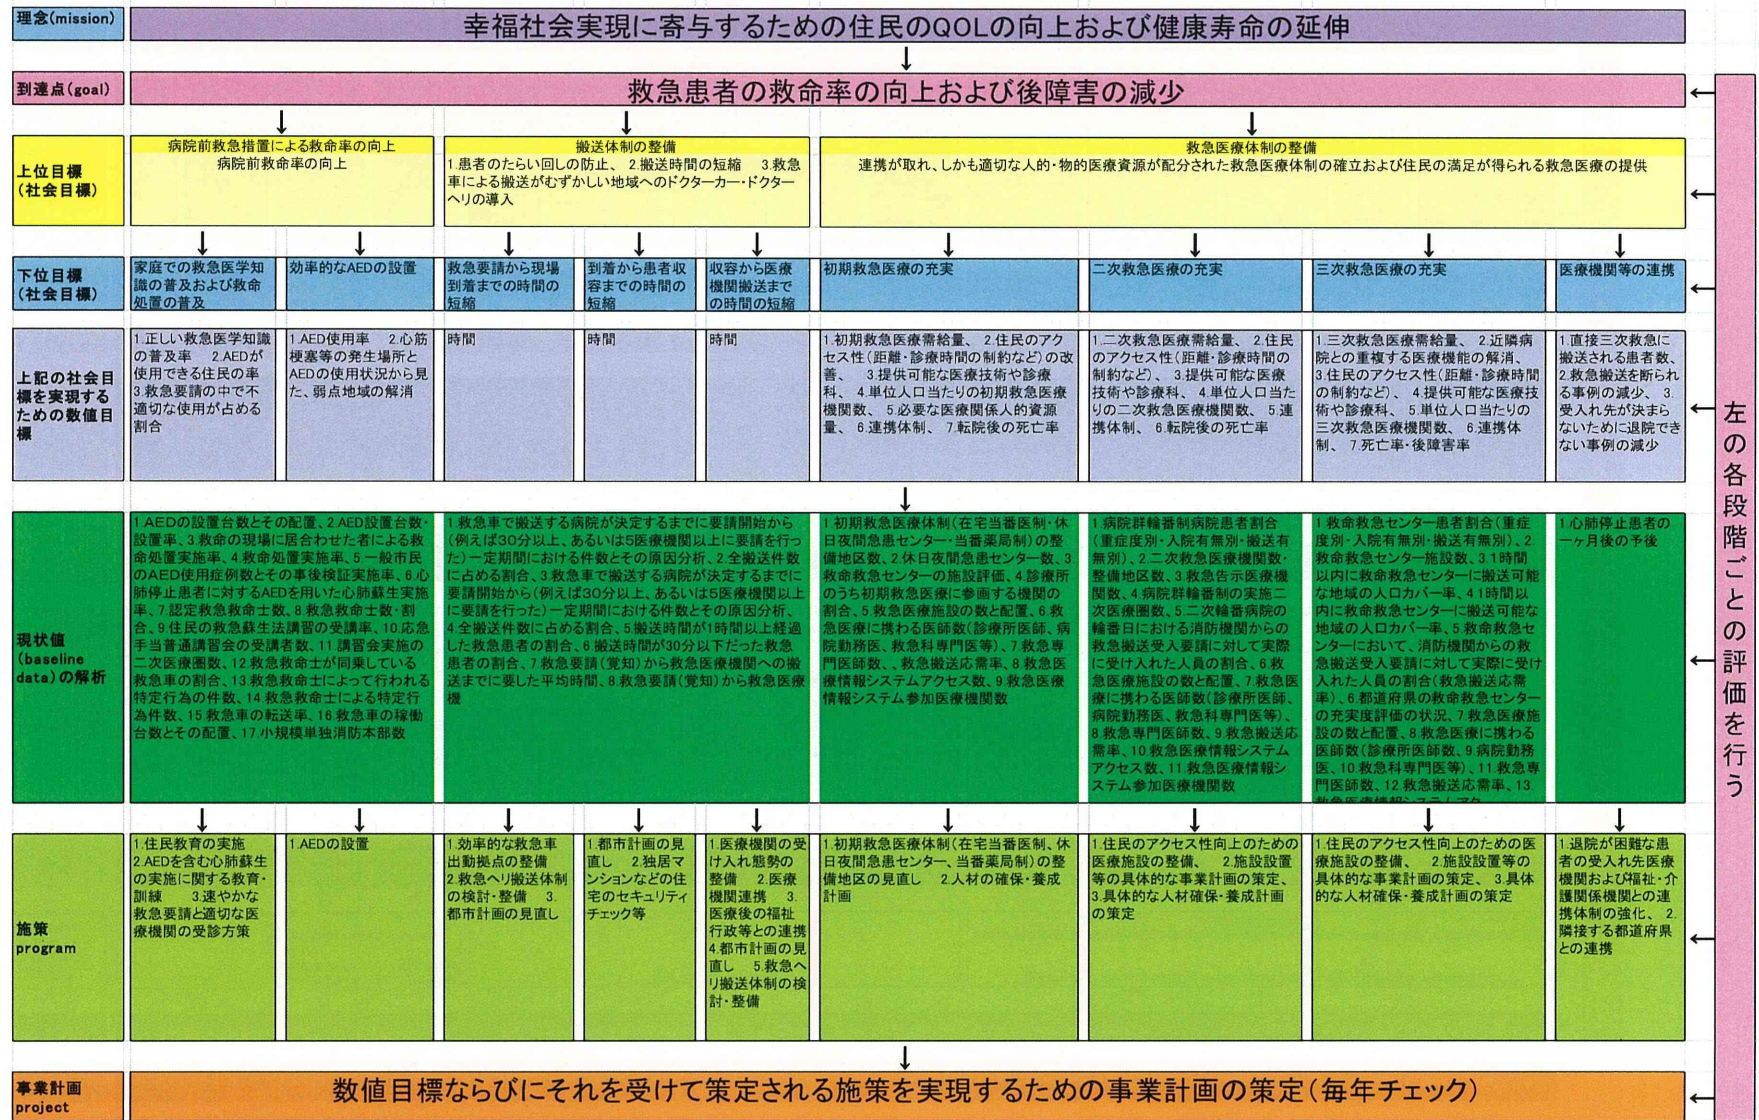 理念(mission)
幸福社会実現に寄与するための住民のQOLの向上および健康寿命の延伸
到達点(goal)
救急患者の救命率の向上および後障害の減少
上位目標
(社会目標)
病院前救急措置による救命率の向上
病院前救命率の向上
搬送体制の整備
1.患者のたらい回しの防止、 2.搬送時間の短縮 3.救急
車による搬送がむずかしい地域へのドクターカー・ドクター
ヘリの導入
救急医療体制の整備
連携が取れ、しかも適切な人的・物的医療資源が配分された救急医療体制の確立および住民の満足が得られる救急医療の提供
下位目標
(社会目標)
家庭での救急医学知
識の普及および救命
処置の普及
効率的なAEDの設置
救急要請から現場
到着までの時間の
短縮
到着から患者収
容までの時間の
短縮
収容から医療
機関搬送まで
の時間の短縮
初期救急医療の充実
二次救急医療の充実
三次救急医療の充実
医療機関等の連携
上記の社会目
標を実現する
ための数値目
標
1.正しい救急医学知識
の普及率 2.AEDが
使用できる住民の率
3.救急要請の中で不
適切な使用が占める
割合
1.AED使用率 2.心筋
梗塞等の発生場所と
AEDの使用状況から見
た、弱点地域の解消
時間
時間
時間
1.初期救急医療需給量、 2.住民のアク
セス性(距離・診療時間の制約など)の改
善、 3.提供可能な医療技術や診療
科、 4.単位人口当たりの初期救急医療
機関数、 5.必要な医療関係人的資源
量、 6.連携体制、 7.転院後の死亡率
1.二次救急医療需給量、 2.住民
のアクセス性(距離・診療時間の
制約など)、 3.提供可能な医療
技術や診療科、 4.単位人口当た
りの二次救急医療機関数、 5.連
携体制、 6.転院後の死亡率
1.三次救急医療需給量、 2.近隣病
院との重複する医療機能の解消、
3.住民のアクセス性(距離・診療時間
の制約など)、 4.提供可能な医療技
術や診療科、 5.単位人口当たりの
三次救急医療機関数、 6.連携体
制、 7.死亡率・後障害率
1.直接三次救急に
搬送される患者数、
2.救急搬送を断られ
る事例の減少、 3.
受入れ先が決まら
ないために退院でき
ない事例の減少
現状値
(baseline
data)の解析
1.AEDの設置台数とその配置、2.AED設置台数・
設置率、3.救命の現場に居合わせた者による救
命処置実施率、4.救命処置実施率、5.一般市民
のAED使用症例数とその事後検証実施率、6.心
肺停止患者に対するAEDを用いた心肺蘇生実施
率、7.認定救急救命士数、8.救急救命士数・割
合、9.住民の救急蘇生法講習の受講率、10.応急
手当普通講習会の受講者数、11.講習会実施の
二次医療圏数、12.救急救命士が同乗している
救急車の割合、13.救急救命士によって行われる
特定行為の件数、14.救急救命士による特定行
為件数、15.救急車の転送率、16.救急車の稼働
台数とその配置、17.小規模単独消防本部数
1.救急車で搬送する病院が決定するまでに要請開始から
(例えば30分以上、あるいは5医療機関以上に要請を行っ
た)一定期間における件数とその原因分析、2.全搬送件数
に占める割合、3.救急車で搬送する病院が決定するまでに
要請開始から(例えば30分以上、あるいは5医療機関以上
に要請を行った)一定期間における件数とその原因分析、
4.全搬送件数に占める割合、5.搬送時間が1時間以上経過
した救急患者の割合、6.搬送時間が30分以下だった救急
患者の割合、7.救急要請(覚知)から救急医療機関への搬
送までに要した平均時間、8.救急要請(覚知)から救急医療
機
1.初期救急医療体制(在宅当番医制・休
日夜間急患センター・当番薬局制)の整
備地区数、2.休日夜間急患センター数、3.
救命救急センターの施設評価、4.診療所
のうち初期救急医療に参画する機関の
割合、5.救急医療施設の数と配置、6.救
急医療に携わる医師数(診療所医師、病
院勤務医、救急科専門医等)、7.救急専
門医師数、、救急搬送応需率、8.救急医
療情報システムアクセス数、9.救急医療
情報システム参加医療機関数
1.病院群輪番制病院患者割合
(重症度別・入院有無別・搬送有
無別)、2.二次救急医療機関数・
整備地区数、3.救急告示医療機
関数、4.病院群輪番制の実施二
次医療圏数、5.二次輪番病院の
輪番日における消防機関からの
救急搬送受入要請に対して実際
に受け入れた人員の割合、6.救
急医療施設の数と配置、7.救急医
療に携わる医師数(診療所医師、
病院勤務医、救急科専門医等)、
8.救急専門医師数、9.救急搬送応
需率、10.救急医療情報システム
アクセス数、11.救急医療情報シ
ステム参加医療機関数
1.救命救急センター患者割合(重症
度別・入院有無別・搬送有無別)、2.
救命救急センター施設数、3.1時間
以内に救命救急センターに搬送可能
な地域の人口カバー率、4.1時間以
内に救命救急センターに搬送可能な
地域の人口カバー率、5.救命救急セ
ンターにおいて、消防機関からの救
急搬送受入要請に対して実際に受け
入れた人員の割合(救急搬送応需
率)、6.都道府県の救命救急センター
の充実度評価の状況、7.救急医療施
設の数と配置、8.救急医療に携わる
医師数(診療所医師数、9.病院勤務
医、10.救急科専門医等)、11.救急専
門医師数、12.救急搬送応需率、13.
1.心肺停止患者の
一ヶ月後の予後
施策
program
1.住民教育の実施
2.AEDを含む心肺蘇生
の実施に関する教育・
訓練 3.速やかな
救急要請と適切な医
療機関の受診方策
1.AEDの設置
1.効率的な救急車
出動拠点の整備
2.救急ヘリ搬送体制
の検討・整備 3.
都市計画の見直し
1.都市計画の見
直し 2.独居マ
ンションなどの住
宅のセキュリティ
チェック等
1.医療機関の受
け入れ態勢の
整備 2.医療
機関連携 3.
医療後の福祉
行政等との連携
4.都市計画の見
直し 5.救急ヘ
リ搬送体制の検
討・整備
1.初期救急医療体制(在宅当番医制、休
日夜間急患センター、当番薬局制)の整
備地区の見直し 2.人材の確保・養成
計画
1.住民のアクセス性向上のための
医療施設の整備、 2.施設設置
等の具体的な事業計画の策定、
3.具体的な人材確保・養成計画
の策定
1.住民のアクセス性向上のための医
療施設の整備、 2.施設設置等の
具体的な事業計画の策定、 3.具体
的な人材確保・養成計画の策定
1.退院が困難な患
者の受入れ先医療
機関および福祉・介
護関係機関との連
携体制の強化、 2.
隣接する都道府県
との連携
事業計画
project
数値目標ならびにそれを受けて策定される施策を実現するための事業計画の策定(毎年チェック)
左の各段階ごとの評価を行う